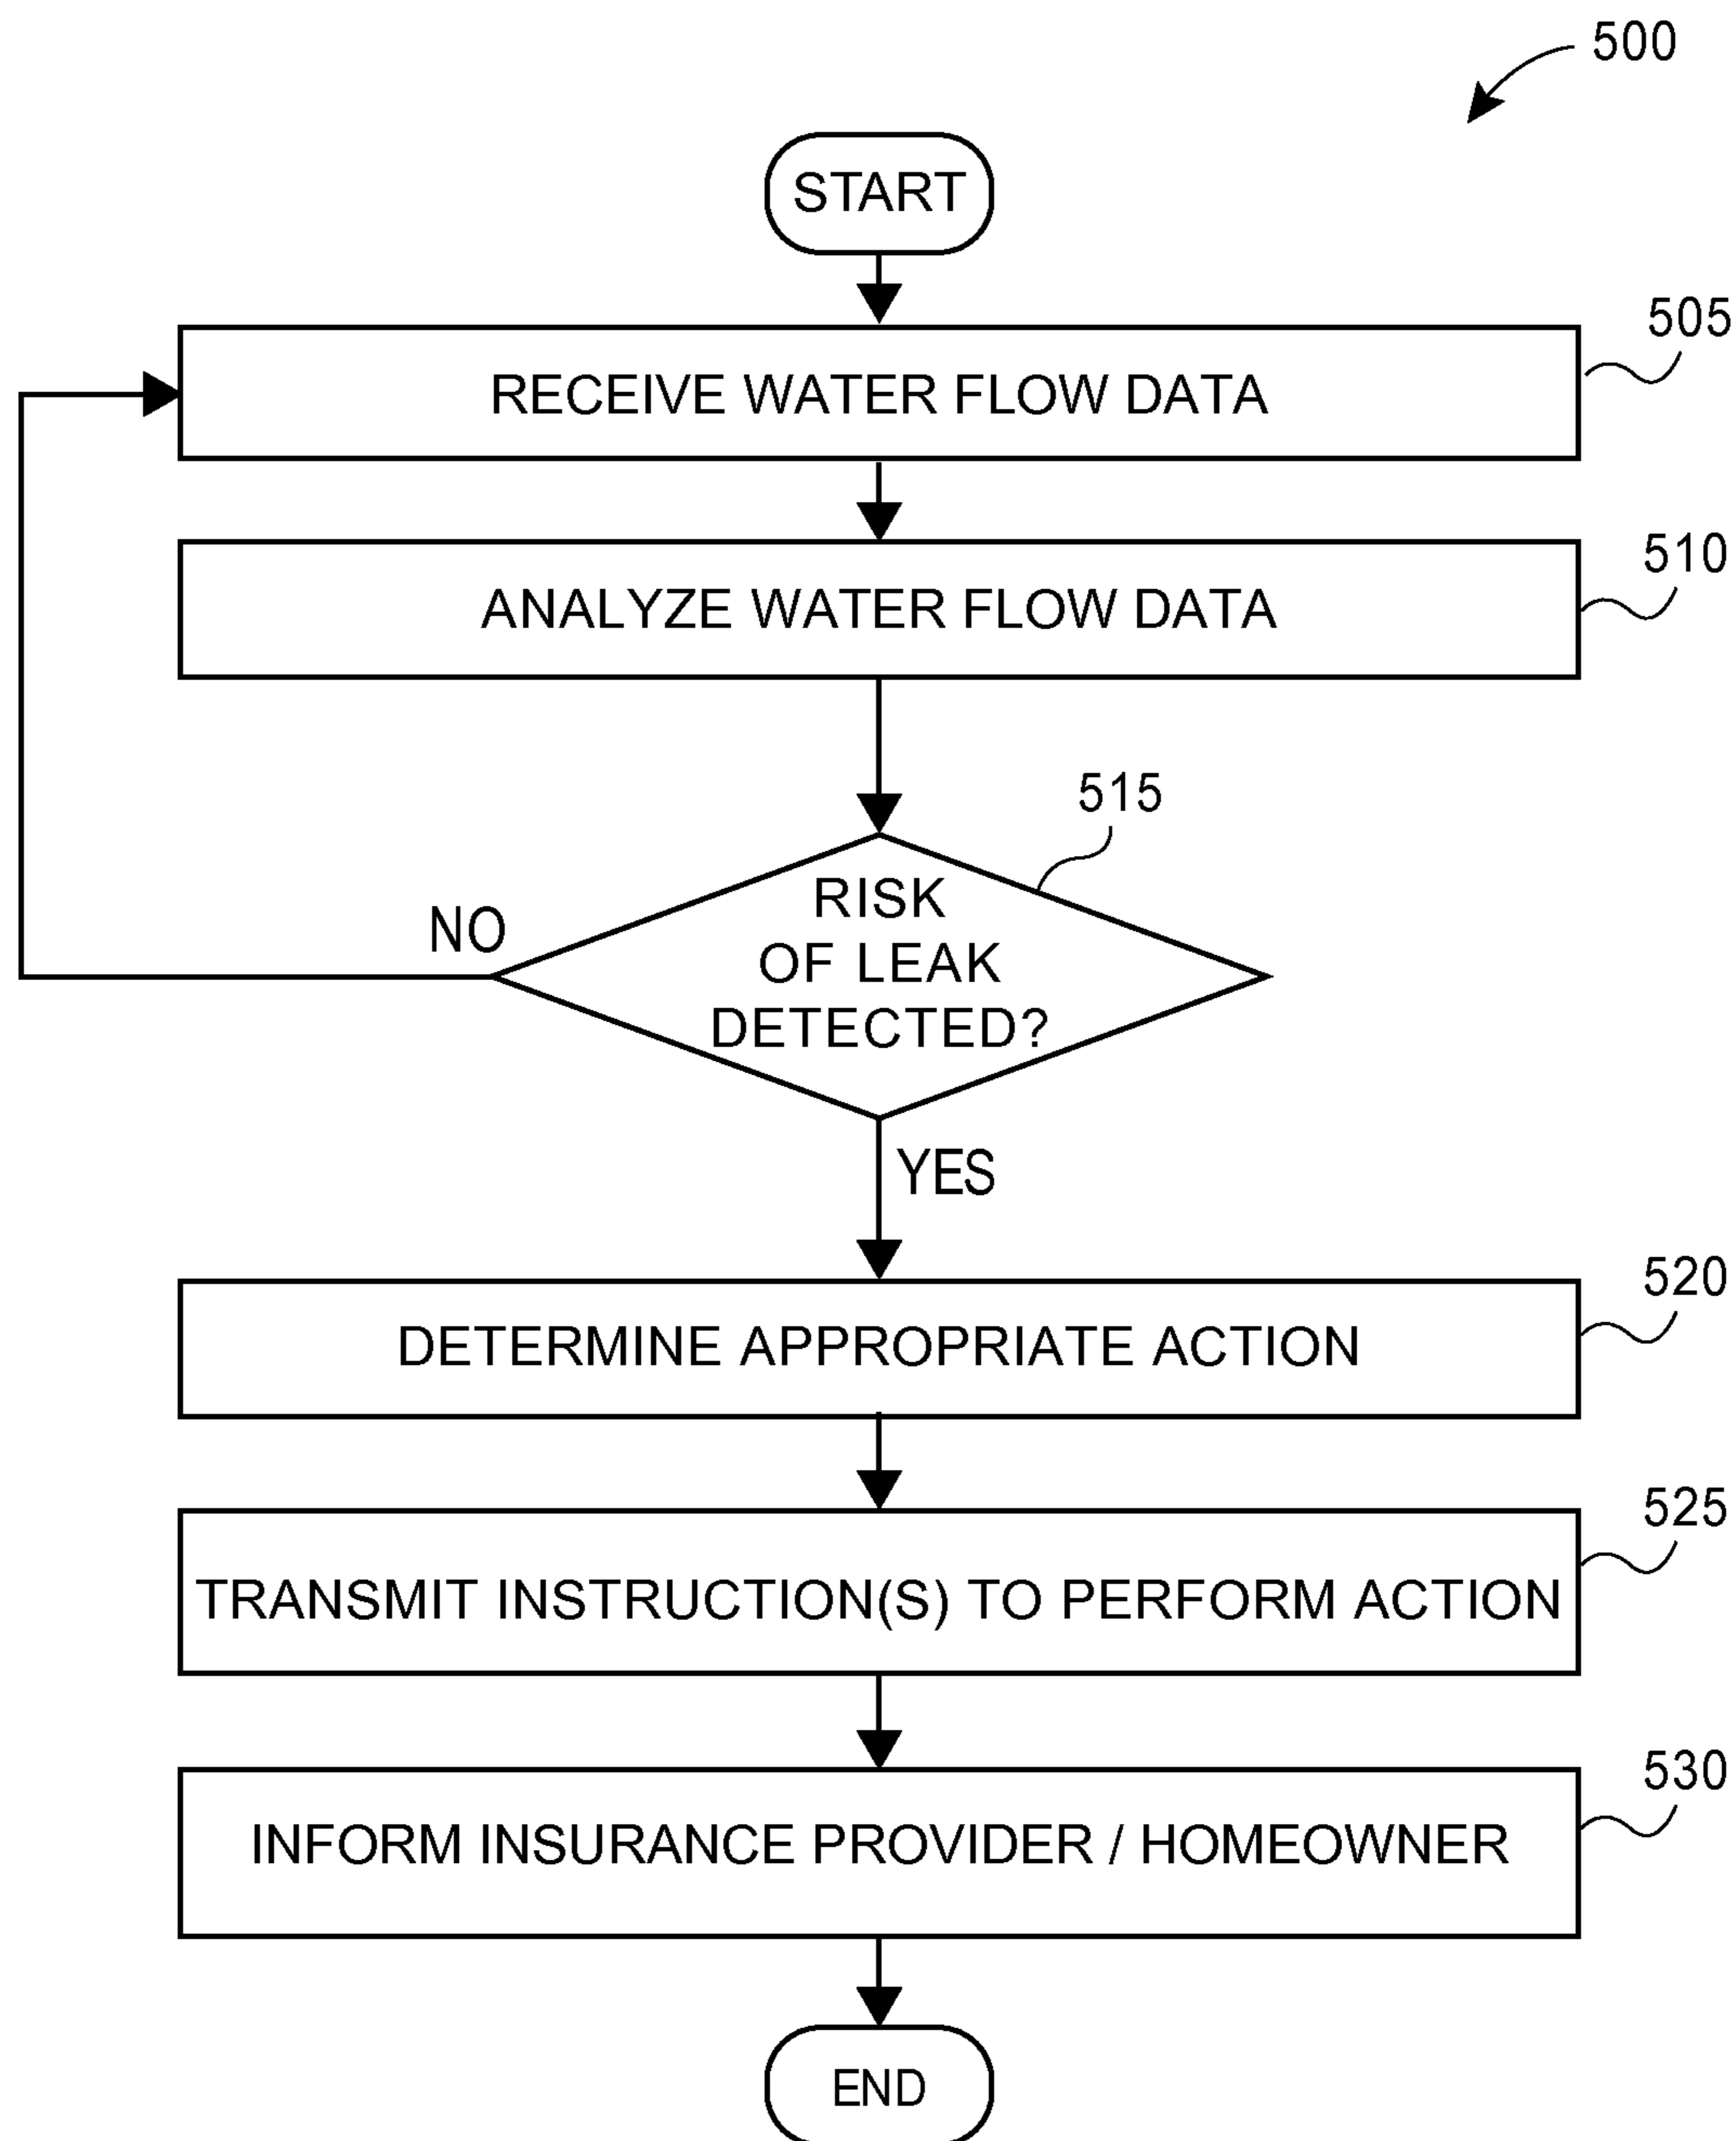 500
START
505
RECEIVE WATER FLOW DATA
510
ANALYZE WATER FLOW DATA
515
RISK
OF LEAK
DETECTED?
NO
YES
520
DETERMINE APPROPRIATE ACTION
525
TRANSMIT INSTRUCTION(S) TO PERFORM ACTION
530
INFORM INSURANCE PROVIDER / HOMEOWNER
END